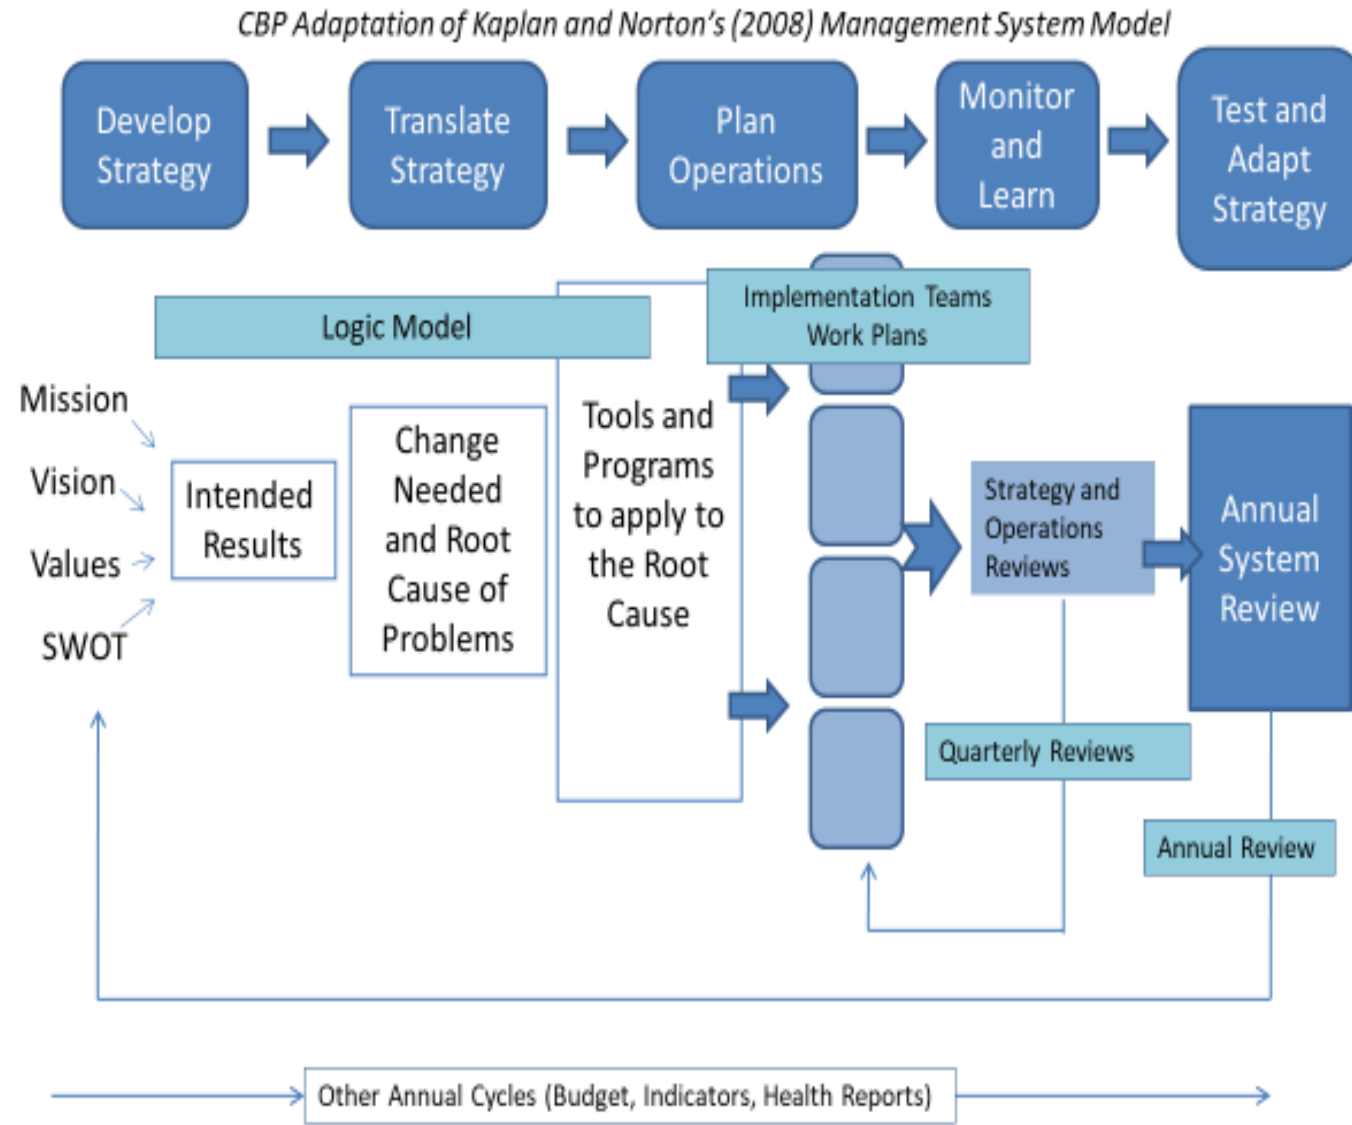 CBP Adaptation of Kaplan and Norton's (2008) Management System Model
Develop
Strategy
Translate
Strategy
Plan
Operations
Monitor
and
Learn
Test and
Adapt
Strategy
Logic Model
Implementation Teams
Work Plans
Mission
Vision
Values
SWOT
Intended
Results
Change
Needed
and Root
Cause of
Problems
Tools and
Programs
to apply to
the Root
Cause
Strategy and
Operations
Reviews
Annual
System
Review
Quarterly Reviews
Annual Review
Other Annual Cycles (Budget, Indicators, Health Reports)